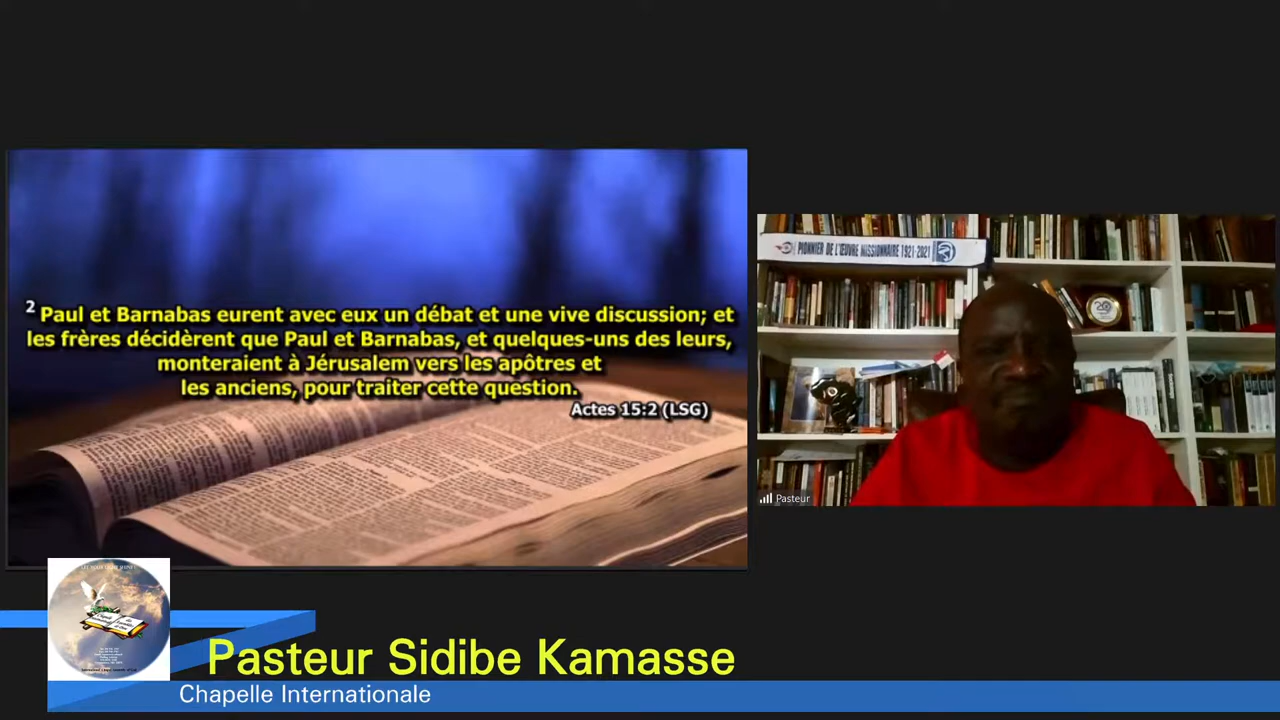 ² Paul et Barnabas eurent avec eux un débat et une vive discussion; et
les frères décidèrent que Paul et Barnabas, et quelques-uns des leurs,
monteraient à Jérusalem vers les apôtres et
les anciens, pour traiter cette question.
Actes 15:2 (LSG)
PIONNIER DE L'ŒUVRE MISSIONNAIRE 1921-2021
Pasteur
Pasteur Sidibe Kamasse
Chapelle Internationale